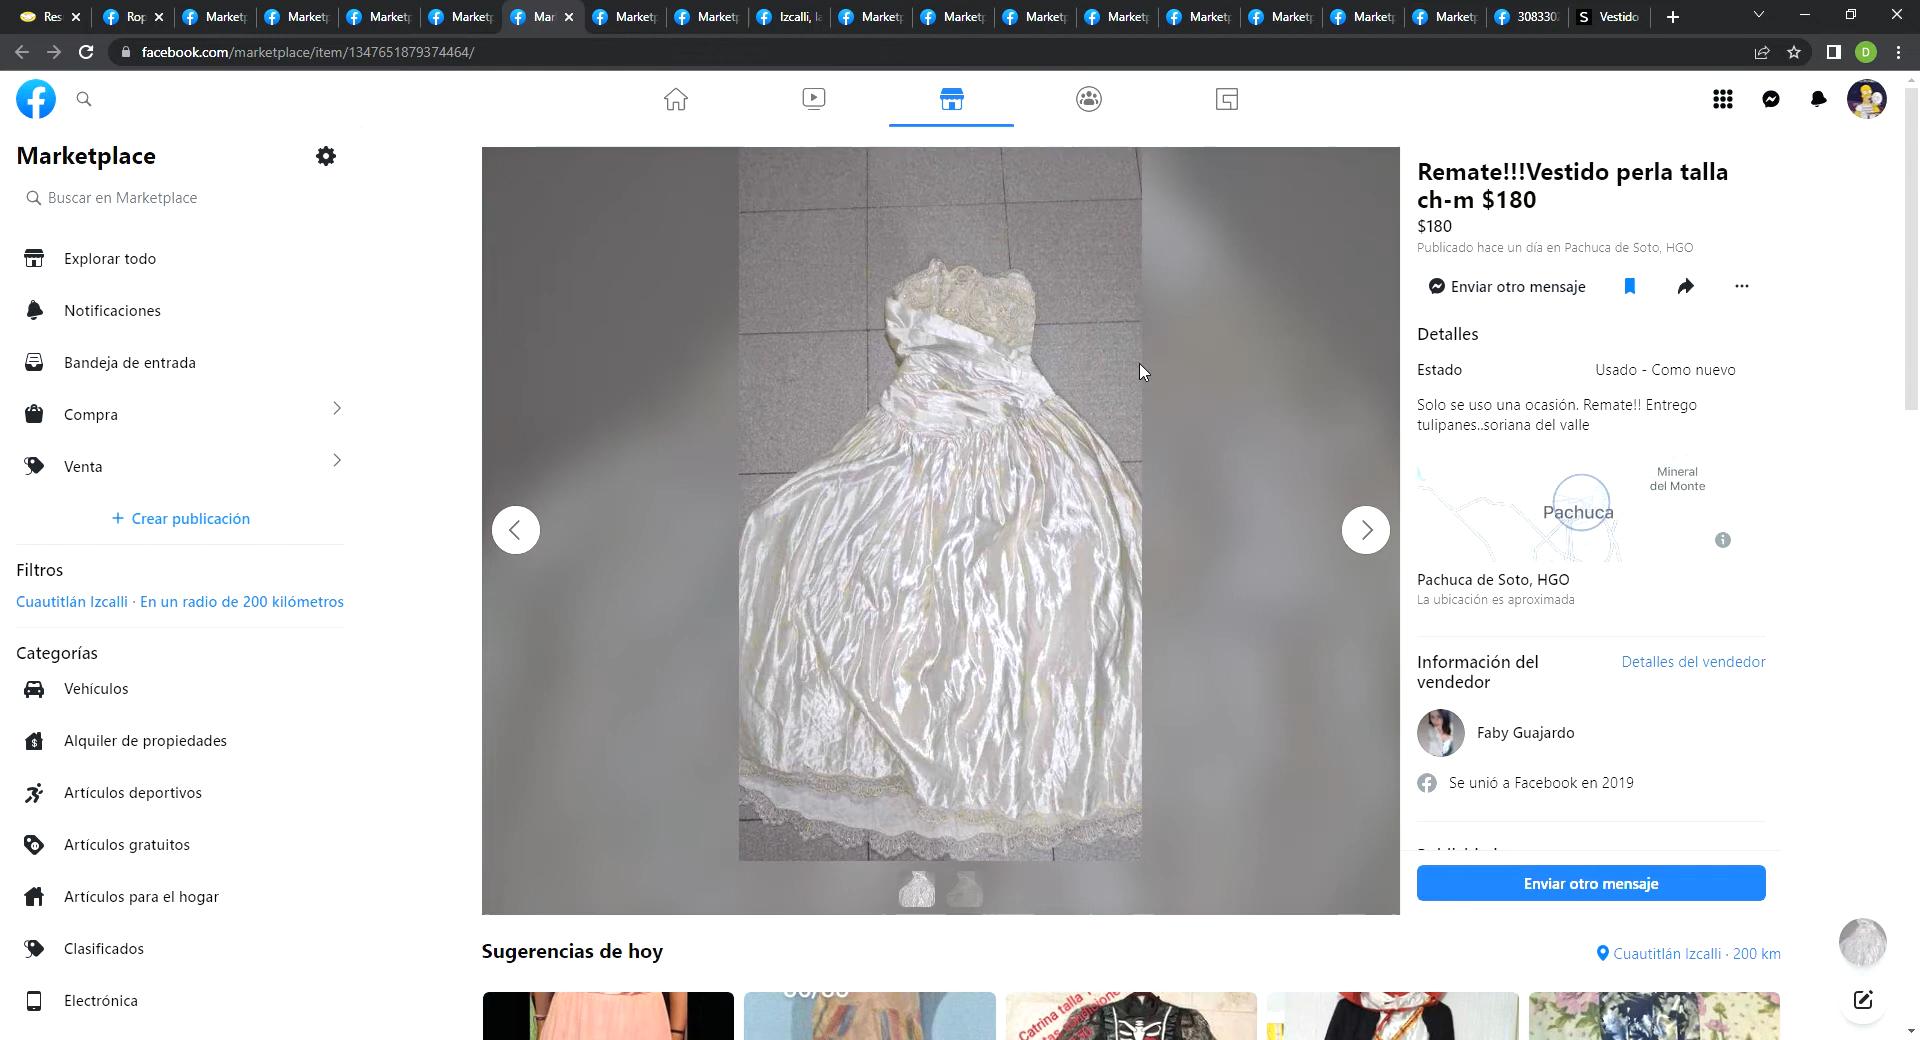 Res
Rop
Market
Market
Market
Market
Mar
Market
Market
Izcalli, la
Market
Market
Market
Market
Market
Market
Market
Market
308330
Vestido
facebook.com/marketplace/item/1347651879374464/
D
Marketplace
Buscar en Marketplace
Explorar todo
Notificaciones
Bandeja de entrada
Compra
Venta
+ Crear publicación
Filtros
Cuautitlán Izcalli · En un radio de 200 kilómetros
Categorías
Vehículos
Alquiler de propiedades
Artículos deportivos
Artículos gratuitos
Artículos para el hogar
Clasificados
Electrónica
Remate!!!Vestido perla talla
ch-m $180
$180
Publicado hace un día en Pachuca de Soto, HGO
Enviar otro mensaje
Detalles
Estado Usado - Como nuevo
Solo se uso una ocasión. Remate!! Entrego
tulipanes..soriana del valle
Mineral
del Monte
Pachuca
Pachuca de Soto, HGO
La ubicación es aproximada
Información del
vendedor
Detalles del vendedor
Faby Guajardo
Se unió a Facebook en 2019
Enviar otro mensaje
Sugerencias de hoy
Cuautitlán Izcalli · 200 km
Catrina talla